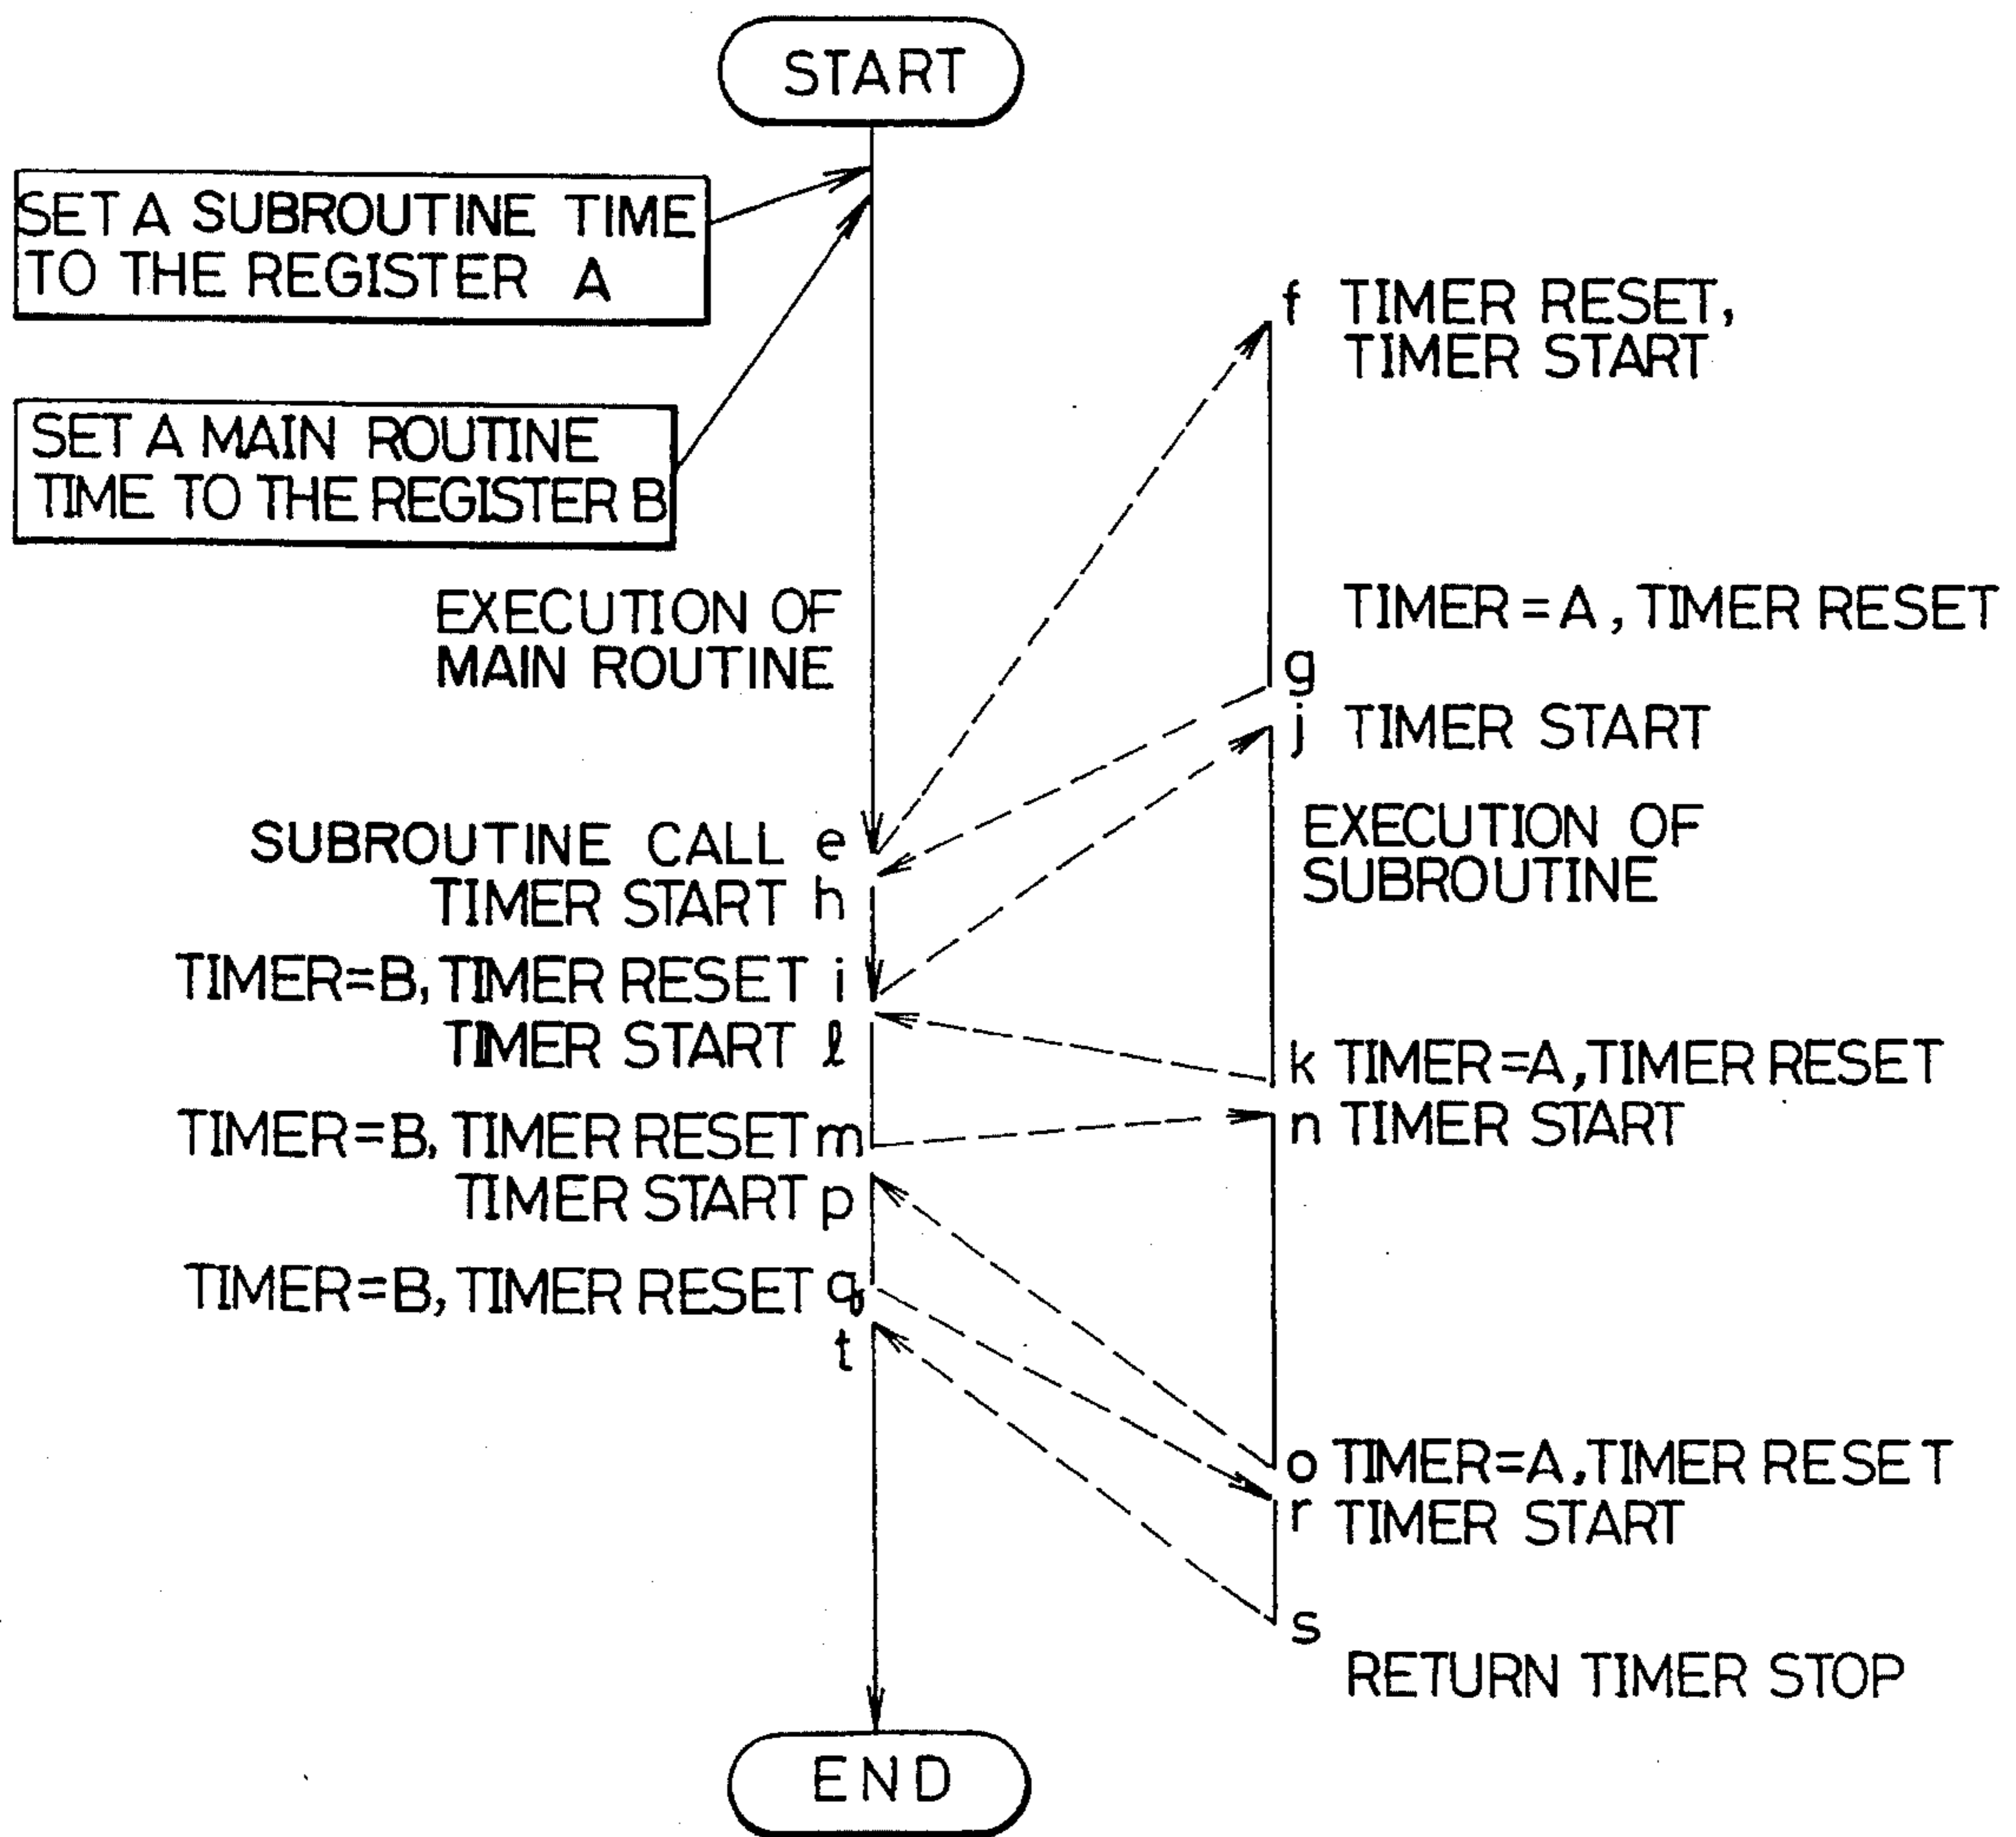 START
SET A SUBROUTINE TIME
TO THE REGISTER A
f TIMER RESET,
TIMER START
SET A MAIN ROUTINE
TIME TO THE REGISTER B
EXECUTION OF
MAIN ROUTINE
TIMER=A, TIMER RESET
g
j TIMER START
SUBROUTINE CALL e
TIMER START h
EXECUTION OF
SUBROUTINE
TIMER=B, TIMER RESET i
TIMER START l
k TIMER=A, TIMER RESET
n TIMER START
TIMER=B, TIMER RESET m
TIMER START p
TIMER=B, TIMER RESET q
t
o TIMER=A, TIMER RESET
r TIMER START
s
RETURN TIMER STOP
END